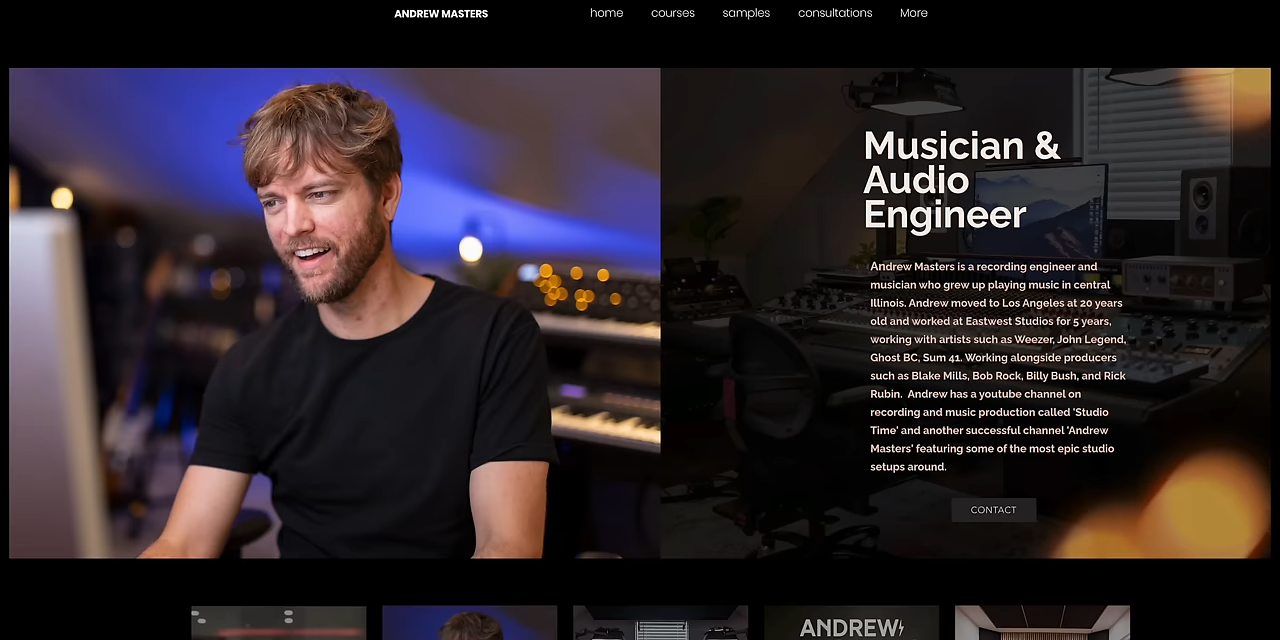 ANDREW MASTERS
home courses samples consultations More
Musician &
Audio
Engineer
Andrew Masters is a recording engineer and
musician who grew up playing music in central
Illinois. Andrew moved to Los Angeles at 20 years
old and worked at Eastwest Studios for 5 years,
working with artists such as Weezer, John Legend,
Ghost BC, Sum 41. Working alongside producers
such as Blake Mills, Bob Rock, Billy Bush, and Rick
Rubin.  Andrew has a youtube channel on
recording and music production called 'Studio
Time' and another successful channel 'Andrew
Masters' featuring some of the most epic studio
setups around.
CONTACT
ANDREW